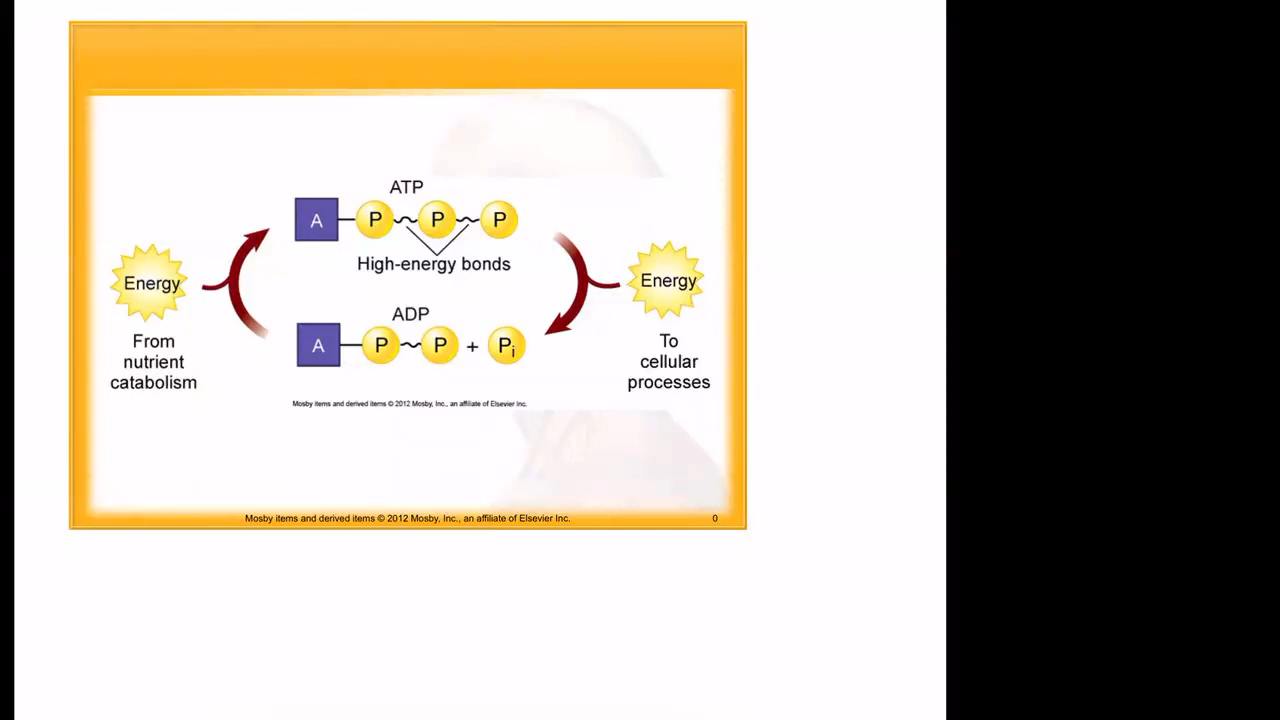 ATP
A P P P
High-energy bonds
Energy
From
nutrient
catabolism
Energy
To
cellular
processes
ADP
A P P + Pi
Mosby items and derived items © 2012 Mosby, Inc., an affiliate of Elsevier Inc.
Mosby items and derived items © 2012 Mosby, Inc., an affiliate of Elsevier Inc. 0